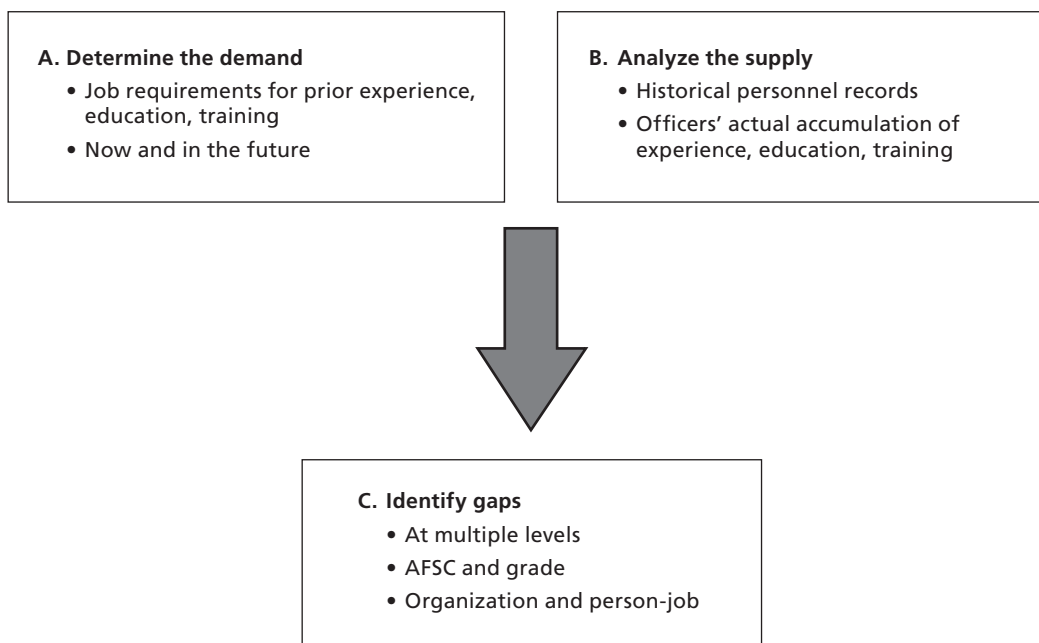 A. Determine the demand
• Job requirements for prior experience,
education, training
• Now and in the future
B. Analyze the supply
• Historical personnel records
• Officers’ actual accumulation of
experience, education, training
C. Identify gaps
• At multiple levels
• AFSC and grade
• Organization and person-job